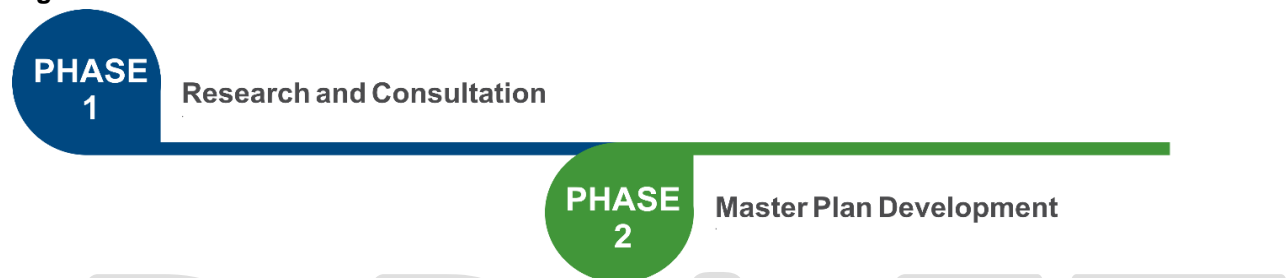 PHASE
1
Research and Consultation
PHASE
2
Master Plan Development